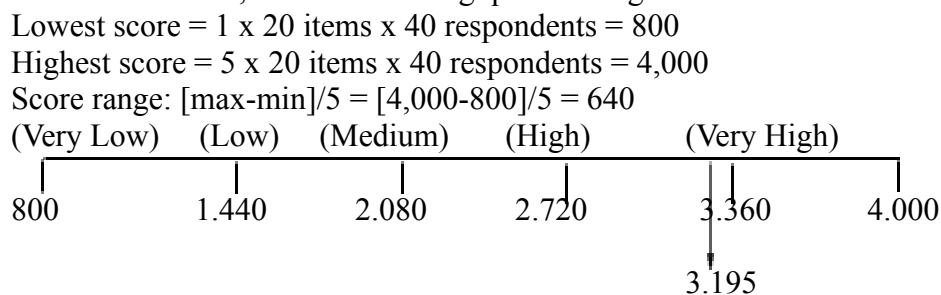 Lowest score = 1 x 20 items x 40 respondents = 800
Highest score = 5 x 20 items x 40 respondents = 4,000
Score range: [max-min]/5 = [4,000-800]/5 = 640
(Very Low) (Low) (Medium) (High) (Very High)
800 1.440 2.080 2.720 3.360 4.000
3.195